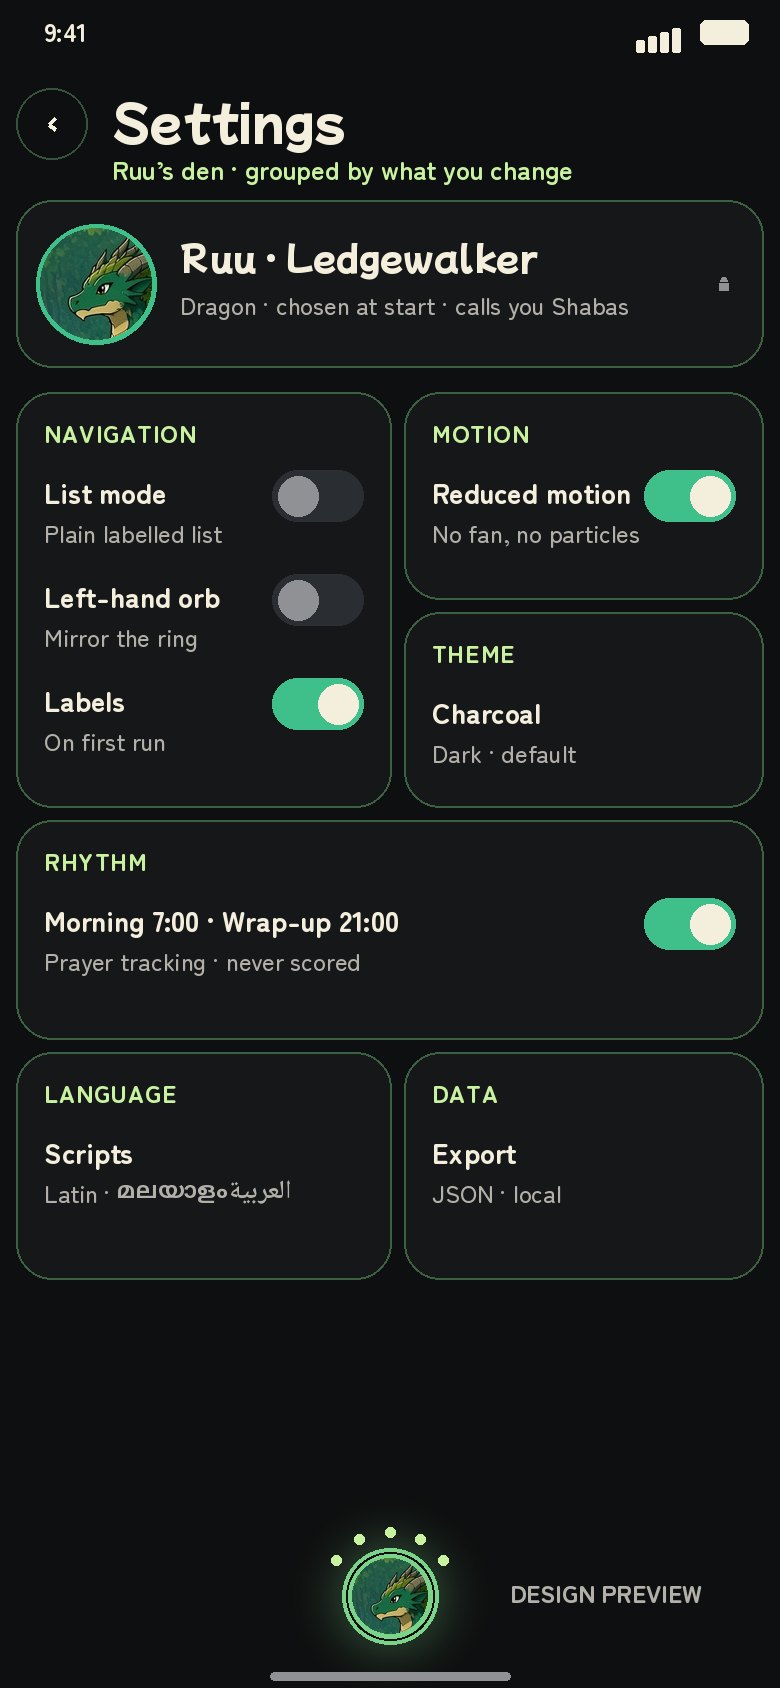 9:41
Settings
Ruu’s den · grouped by what you change
Ruu · Ledgewalker
Dragon · chosen at start · calls you Shabas
NAVIGATION
List mode
Plain labelled list
Left-hand orb
Mirror the ring
Labels
On first run
MOTION
Reduced motion
No fan, no particles
THEME
Charcoal
Dark · default
RHYTHM
Morning 7:00 · Wrap-up 21:00
Prayer tracking · never scored
LANGUAGE
Scripts
Latin · മലയാളം العربية
DATA
Export
JSON · local
DESIGN PREVIEW